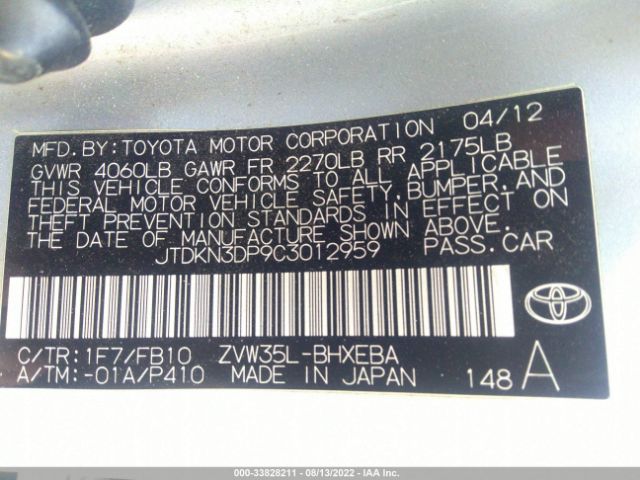 MFD.BY:TOYOTA MOTOR CORPORATION 04/12
GVWR 4060LB GAWR FR 2270LB RR 2175LB
THIS VEHICLE CONFORMS TO ALL APPLICABLE
FEDERAL MOTOR VEHICLE SAFETY,BUMPER,AND
THEFT PREVENTION STANDARDS IN EFFECT ON
THE DATE OF MANUFACTURE SHOWN ABOVE.
JTDKN3DP9C3012959 PASS.CAR
C/TR:1F7/FB10 ZVW35L-BHXEBA
A/TM:-01A/P410 MADE IN JAPAN 148 A
000-33828211 - 08/13/2022 - IAAI.com